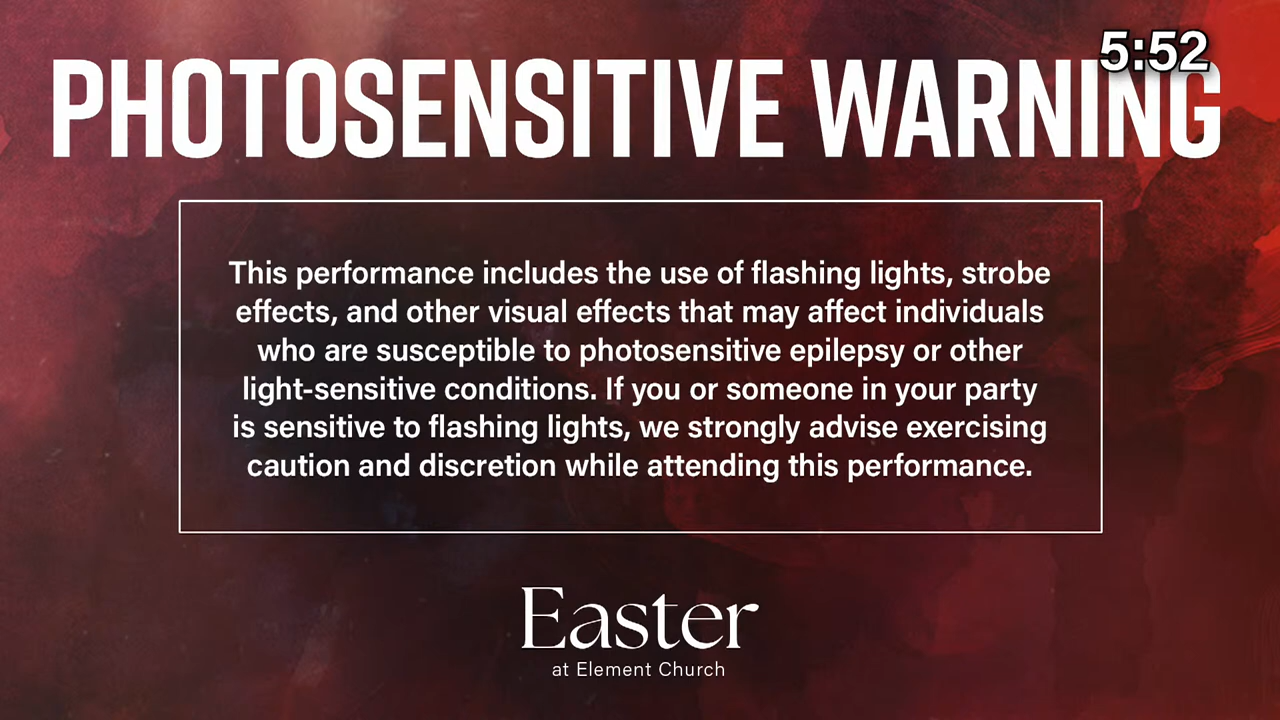 5:52
PHOTOSENSITIVE WARNING
This performance includes the use of flashing lights, strobe
effects, and other visual effects that may affect individuals
who are susceptible to photosensitive epilepsy or other
light-sensitive conditions. If you or someone in your party
is sensitive to flashing lights, we strongly advise exercising
caution and discretion while attending this performance.
Easter
at Element Church